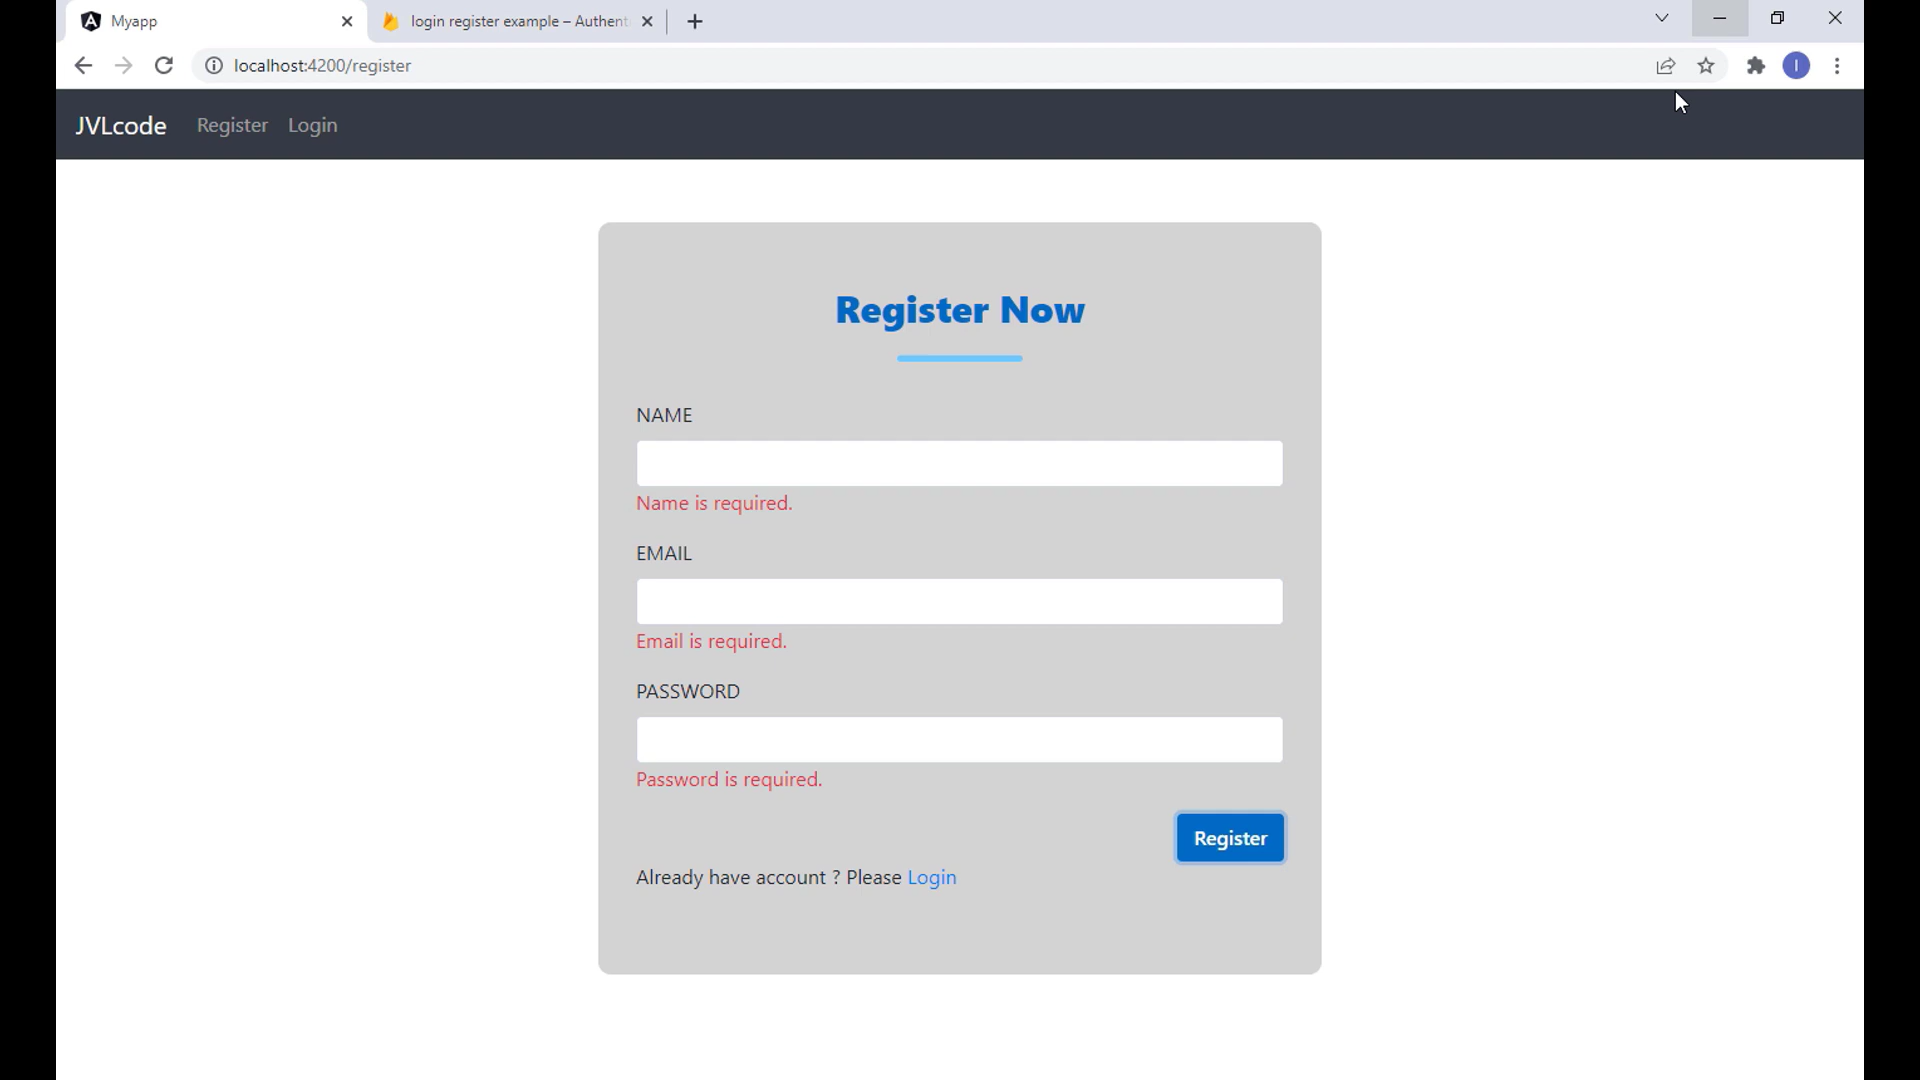 Myapp
login register example – Authent
localhost:4200/register
I
JVLcode Register Login
Register Now
NAME
Name is required.
EMAIL
Email is required.
PASSWORD
Password is required.
Register
Already have account ? Please Login